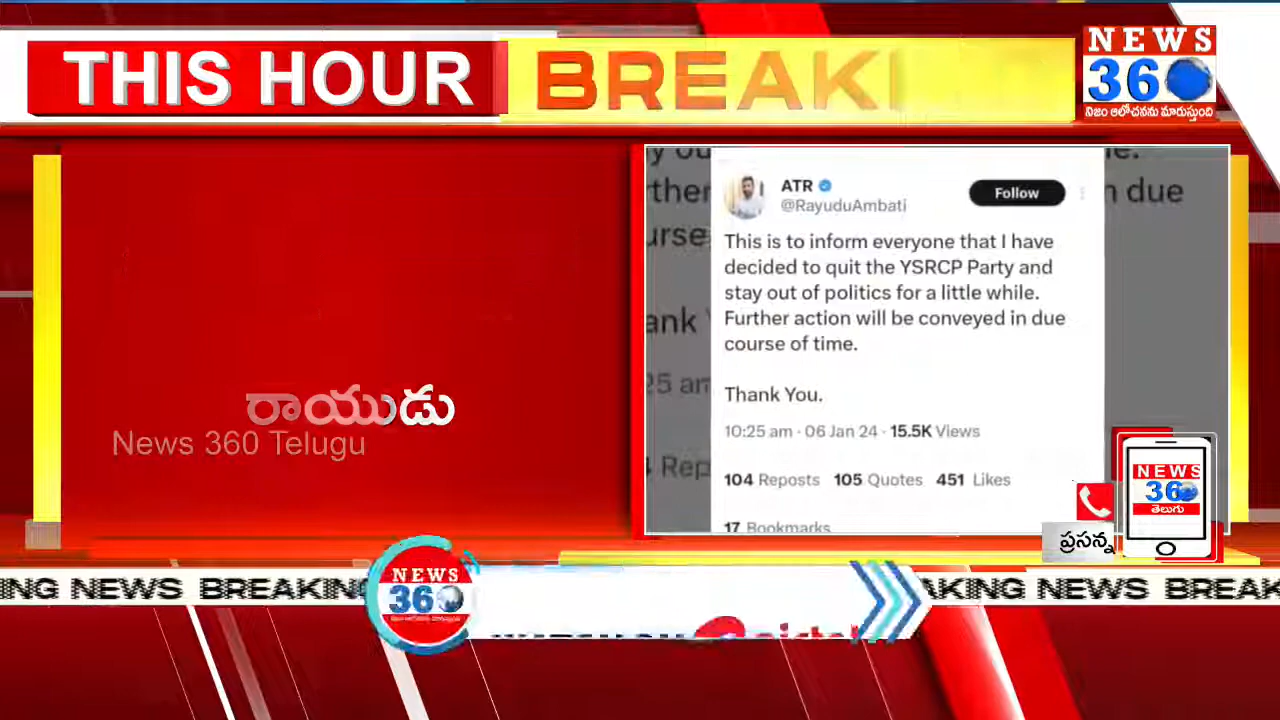 THIS HOUR
BREAKI
NEWS
360
నిజం ఆలోచనను మారుస్తుంది
ATR
@RayuduAmbati
Follow
This is to inform everyone that I have
decided to quit the YSRCP Party and
stay out of politics for a little while.
Further action will be conveyed in due
course of time.
Thank You.
10:25 am · 06 Jan 24 · 15.5K Views
104 Reposts 105 Quotes 451 Likes
17 Bookmarks
రాయుడు
News 360 Telugu
NEWS
360
తెలుగు
ప్రసన్న
NEWS
360
ING NEWS BREAKING
AKING NEWS BREAK